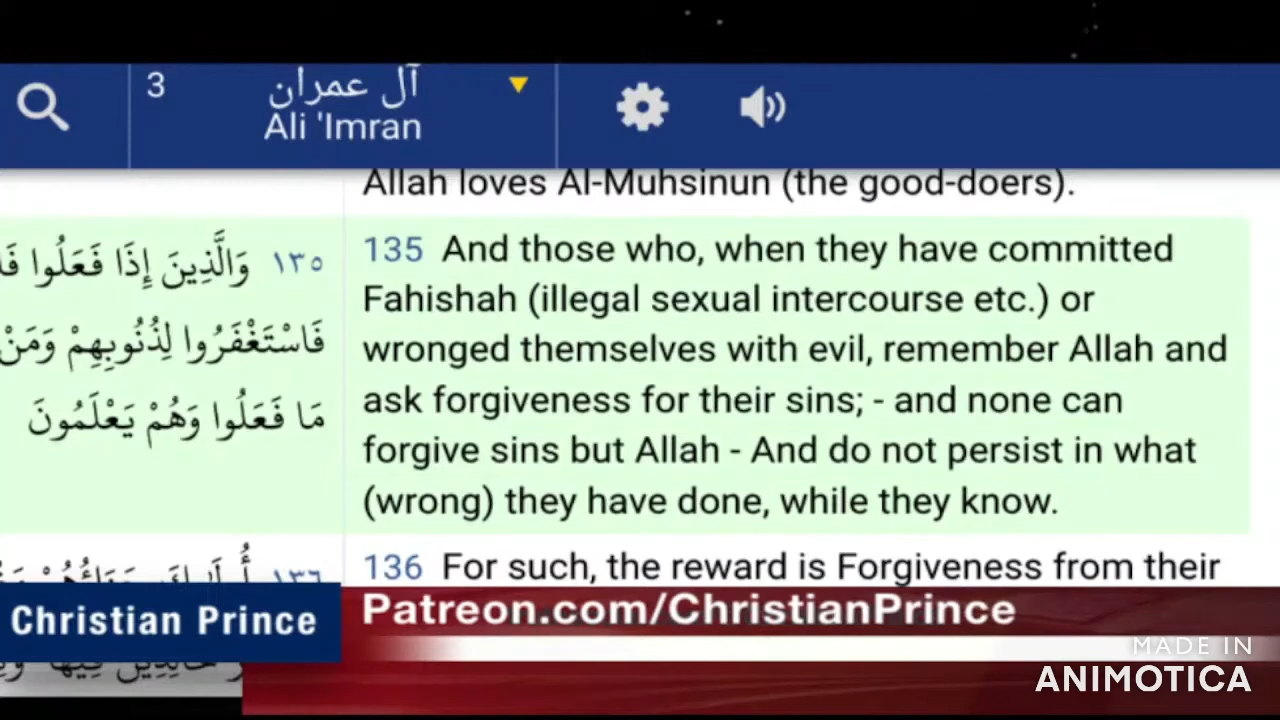 3
آل عمران
Ali 'Imran
Allah loves Al-Muhsinun (the good-doers).
١٣٥ وَالَّذِينَ إِذَا فَعَلُوا
فَاسْتَغْفَرُوا لِذُنُوبِهِمْ وَمَنْ
مَا فَعَلُوا وَهُمْ يَعْلَمُونَ
135 And those who, when they have committed
Fahishah (illegal sexual intercourse etc.) or
wronged themselves with evil, remember Allah and
ask forgiveness for their sins; - and none can
forgive sins but Allah - And do not persist in what
(wrong) they have done, while they know.
١٣٦
136 For such, the reward is Forgiveness from their
Christian Prince
Patreon.com/ChristianPrince
MADE IN
ANIMOTICA